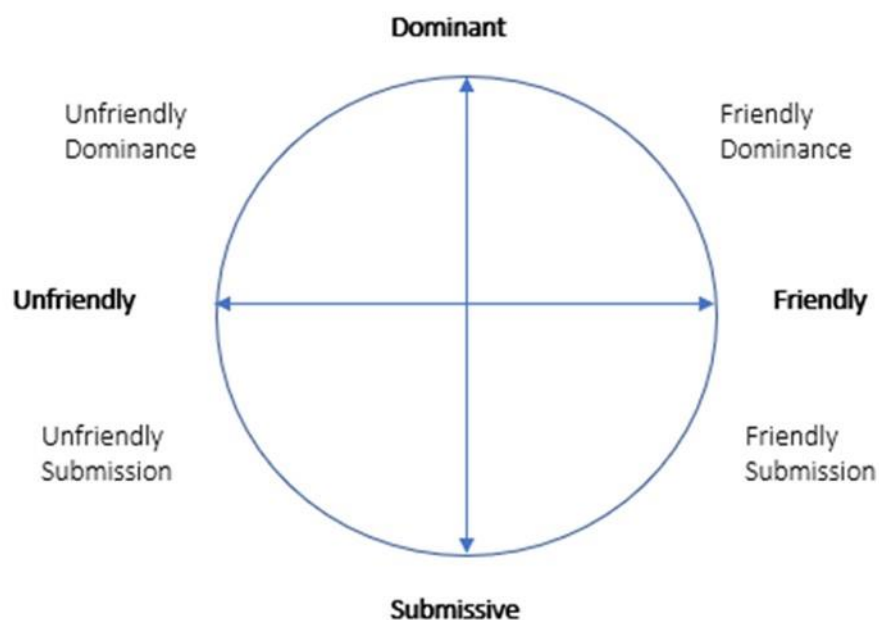 Dominant
Unfriendly
Dominance
Friendly
Dominance
Unfriendly
Friendly
Unfriendly
Submission
Friendly
Submission
Submissive